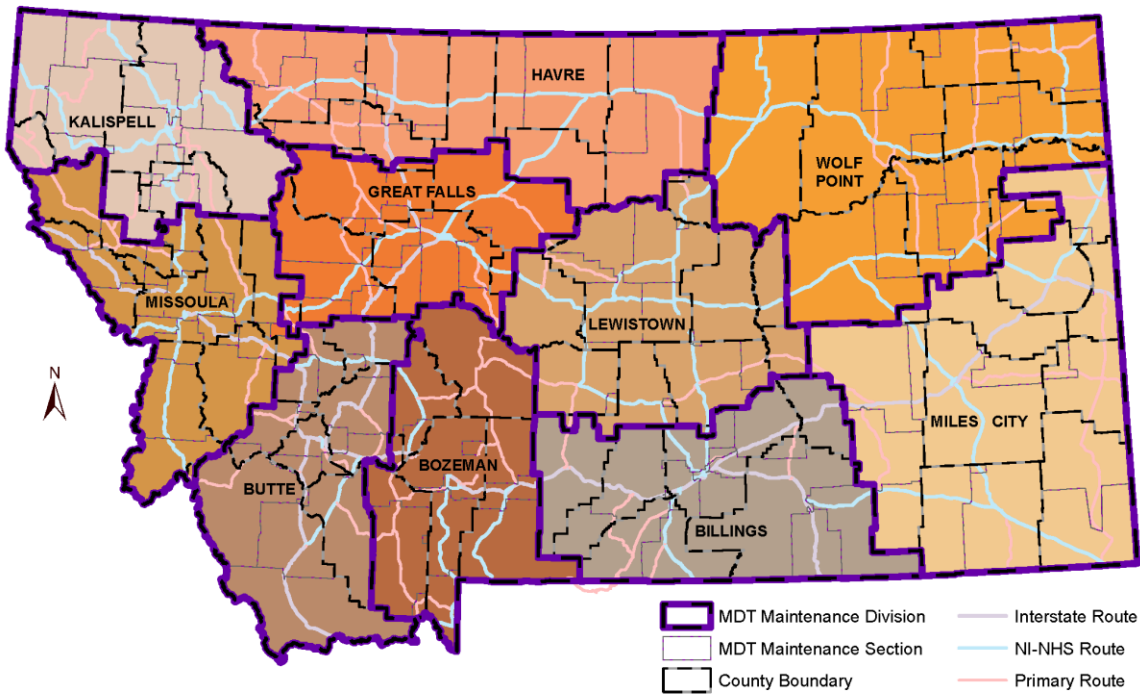 HAVRE
KALISPELL
WOLF
POINT
GREAT FALLS
MISSOULA
LEWISTOWN
N
MILES CITY
BOZEMAN
BUTTE
BILLINGS
MDT Maintenance Division
MDT Maintenance Section
County Boundary
Interstate Route
NI-NHS Route
Primary Route